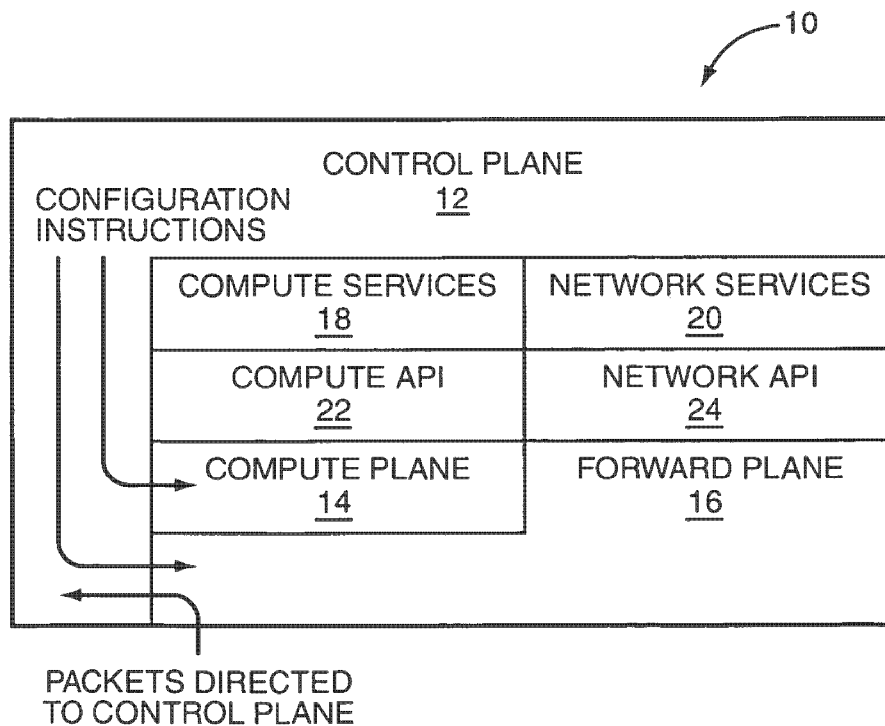 10
CONTROL PLANE
12
CONFIGURATION
INSTRUCTIONS
COMPUTE SERVICES
18
NETWORK SERVICES
20
COMPUTE API
22
NETWORK API
24
COMPUTE PLANE
14
FORWARD PLANE
16
PACKETS DIRECTED
TO CONTROL PLANE